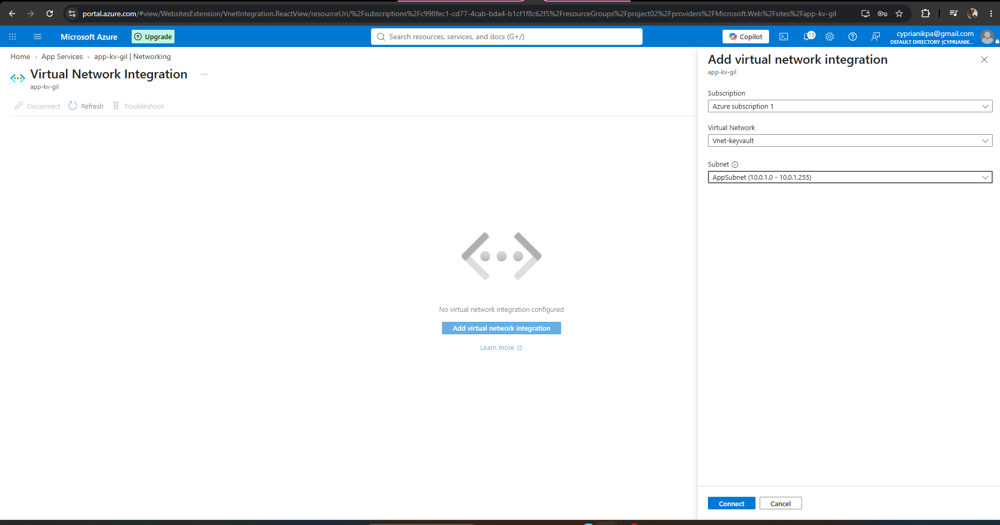 portal.azure.com/#view/WebsitesExtension/VnetIntegration.ReactView/resourceUri/%2Fsubscriptions%2Fc998fec1-cd77-4cab-bda4-b1cf1f8c62f5%2FresourceGroups%2Fproject02%2Fproviders%2FMicrosoft.Web%2Fsites%2Fapp-kv-gil
Microsoft Azure
Upgrade
Search resources, services, and docs (G+/)
Copilot
13
cyprianikpa@gmail.com
DEFAULT DIRECTORY (CYPRIANIK...
Home > App Services > app-kv-gil | Networking
Virtual Network Integration ...
app-kv-gil
Disconnect
Refresh
Troubleshoot
No virtual network integration configured
Add virtual network integration
Learn more
Add virtual network integration
app-kv-gil
Subscription
Azure subscription 1
Virtual Network
Vnet-keyvault
Subnet
AppSubnet (10.0.1.0 - 10.0.1.255)
Connect
Cancel